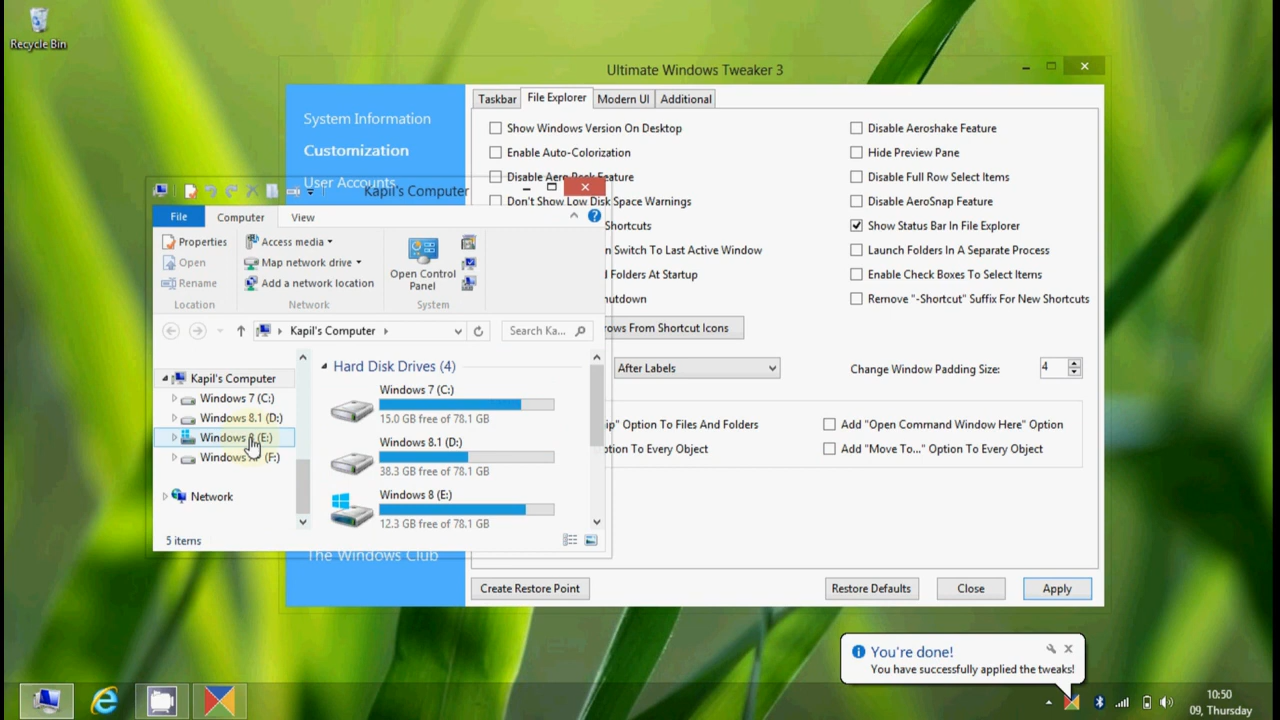 Recycle Bin
Ultimate Windows Tweaker 3
System Information
Customization
User Accounts
The Windows Club
Taskbar
File Explorer
Modern UI
Additional
Show Windows Version On Desktop
Enable Auto-Colorization
Disable Aero Peek Feature
Don't Show Low Disk Space Warnings
Shortcuts
Switch To Last Active Window
Folders At Startup
Disable Aeroshake Feature
Hide Preview Pane
Disable Full Row Select Items
Disable AeroSnap Feature
Show Status Bar In File Explorer
Launch Folders In A Separate Process
Enable Check Boxes To Select Items
Remove "-Shortcut" Suffix For New Shortcuts
From Shortcut Icons
After Labels
Change Window Padding Size:
4
Option To Files And Folders
Add "Open Command Window Here" Option
To Every Object
Add "Move To..." Option To Every Object
Create Restore Point
Restore Defaults
Close
Apply
Kapil's Computer
File
Computer
View
Properties
Open
Rename
Location
Access media
Map network drive
Add a network location
Network
Open Control
Panel
System
Kapil's Computer
Search Ka...
Kapil's Computer
Windows 7 (C:)
Windows 8.1 (D:)
Windows 8 (E:)
Windows (F:)
Network
Hard Disk Drives (4)
Windows 7 (C:)
15.0 GB free of 78.1 GB
Windows 8.1 (D:)
38.3 GB free of 78.1 GB
Windows 8 (E:)
12.3 GB free of 78.1 GB
5 items
You're done!
You have successfully applied the tweaks!
10:50
09, Thursday